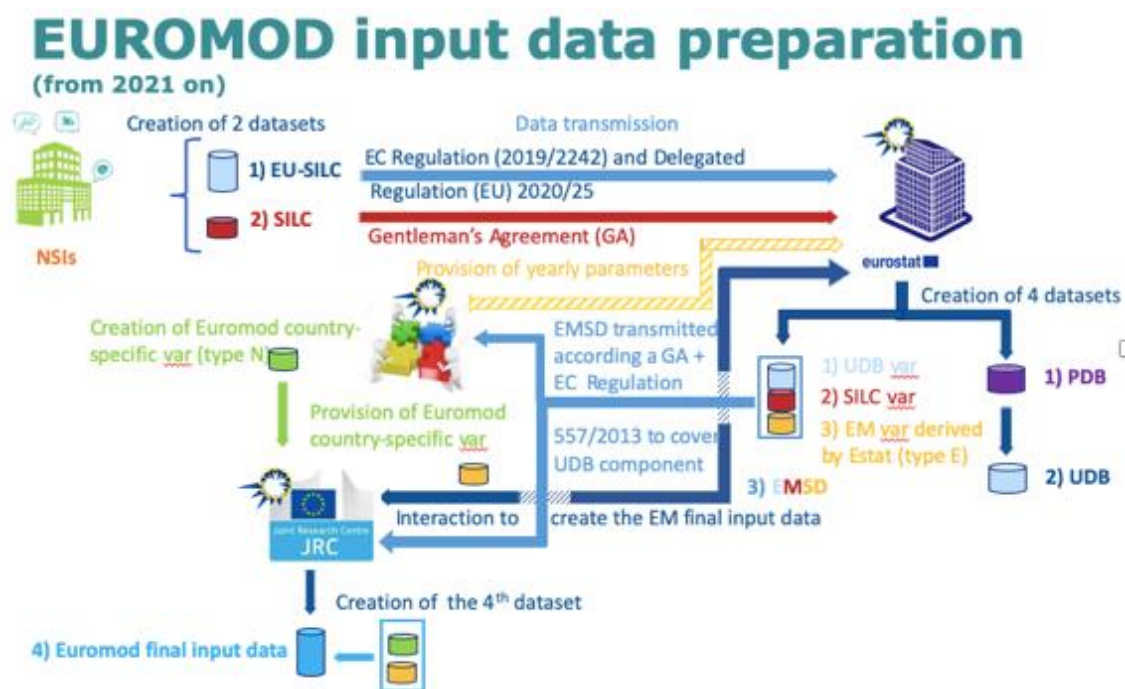 EUROMOD input data preparation
(from 2021 on)
Creation of 2 datasets
Data transmission
1) EU-SILC
EC Regulation (2019/2242) and Delegated
Regulation (EU) 2020/25
2) SILC
Gentleman's Agreement (GA)
NSIs
eurostat
Provision of yearly parameters
Creation of 4 datasets
Creation of Euromod country-
specific var (type N)
EMSD transmitted
according a GA +
EC Regulation
557/2013 to cover
UDB component
1) UDB var
2) SILC var
3) EM var derived
by Estat (type E)
1) PDB
2) UDB
3) EMSD
Provision of Euromod
country-specific var
Interaction to create the EM final input data
Joint Research Centre
JRC
Creation of the 4th dataset
4) Euromod final input data